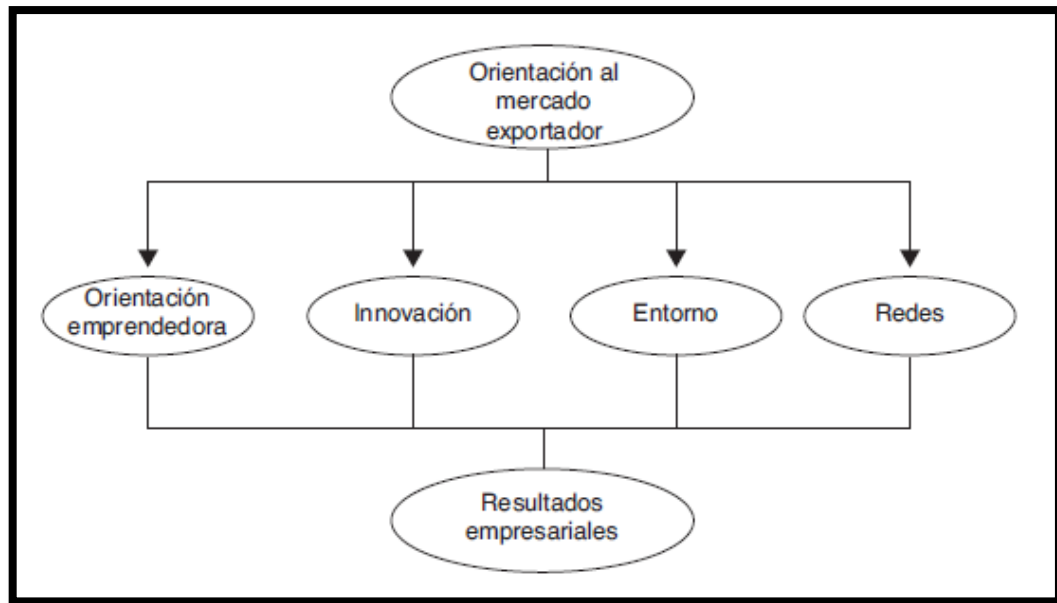 Orientación al
mercado
exportador
Orientación
emprendedora
Innovación
Entorno
Redes
Resultados
empresariales